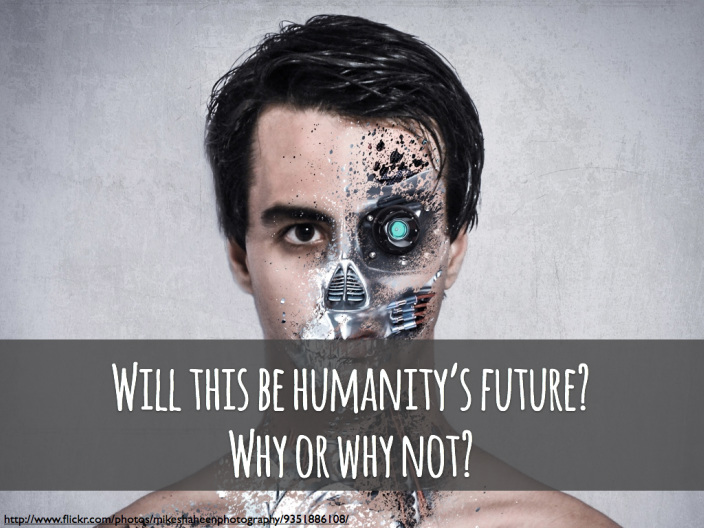 Will this be humanity's future?
Why or why not?
http://www.flickr.com/photos/mikeshaheenphotography/9351886108/